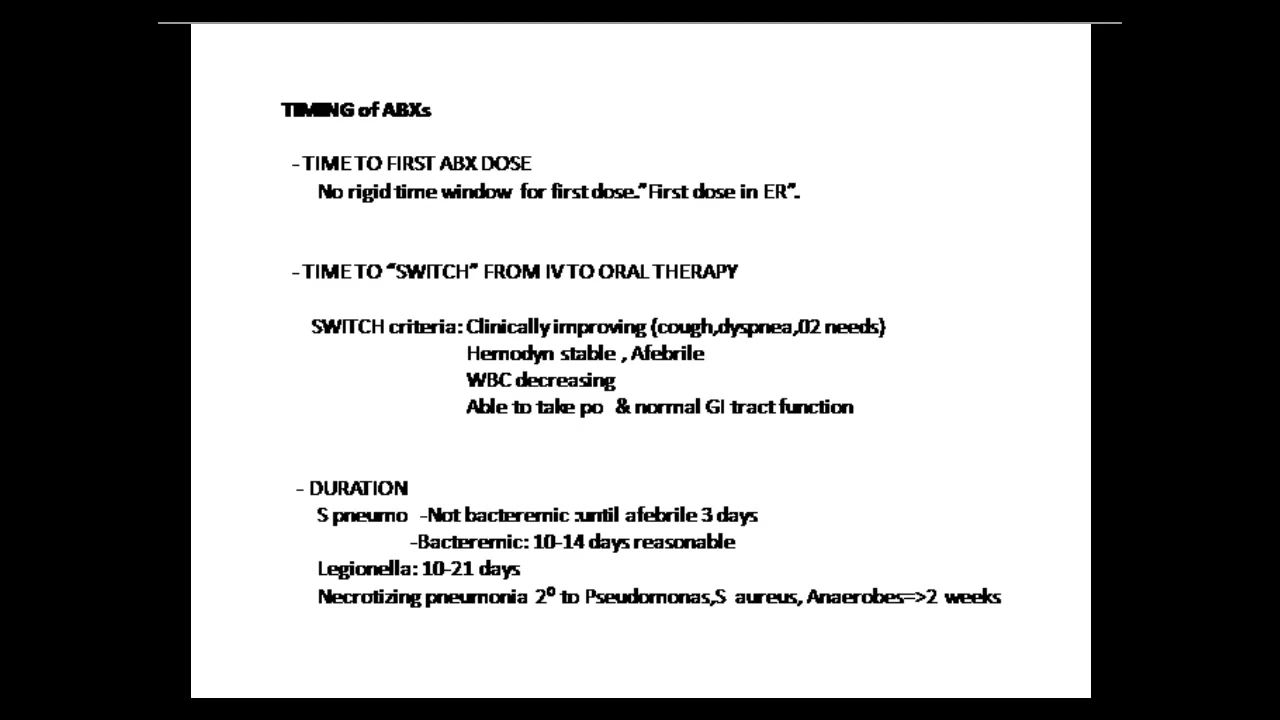 TIMING of ABXs
- TIME TO FIRST ABX DOSE
No rigid time window for first dose."First dose in ER".
- TIME TO "SWITCH" FROM IV TO ORAL THERAPY
SWITCH criteria: Clinically improving (cough,dyspnea,02 needs)
Hemodyn stable , Afebrile
WBC decreasing
Able to take po & normal GI tract function
- DURATION
S pneumo -Not bacteremic :until afebrile 3 days
-Bacteremic: 10-14 days reasonable
Legionella: 10-21 days
Necrotizing pneumonia 2º to Pseudomonas,S aureus, Anaerobes=>2 weeks